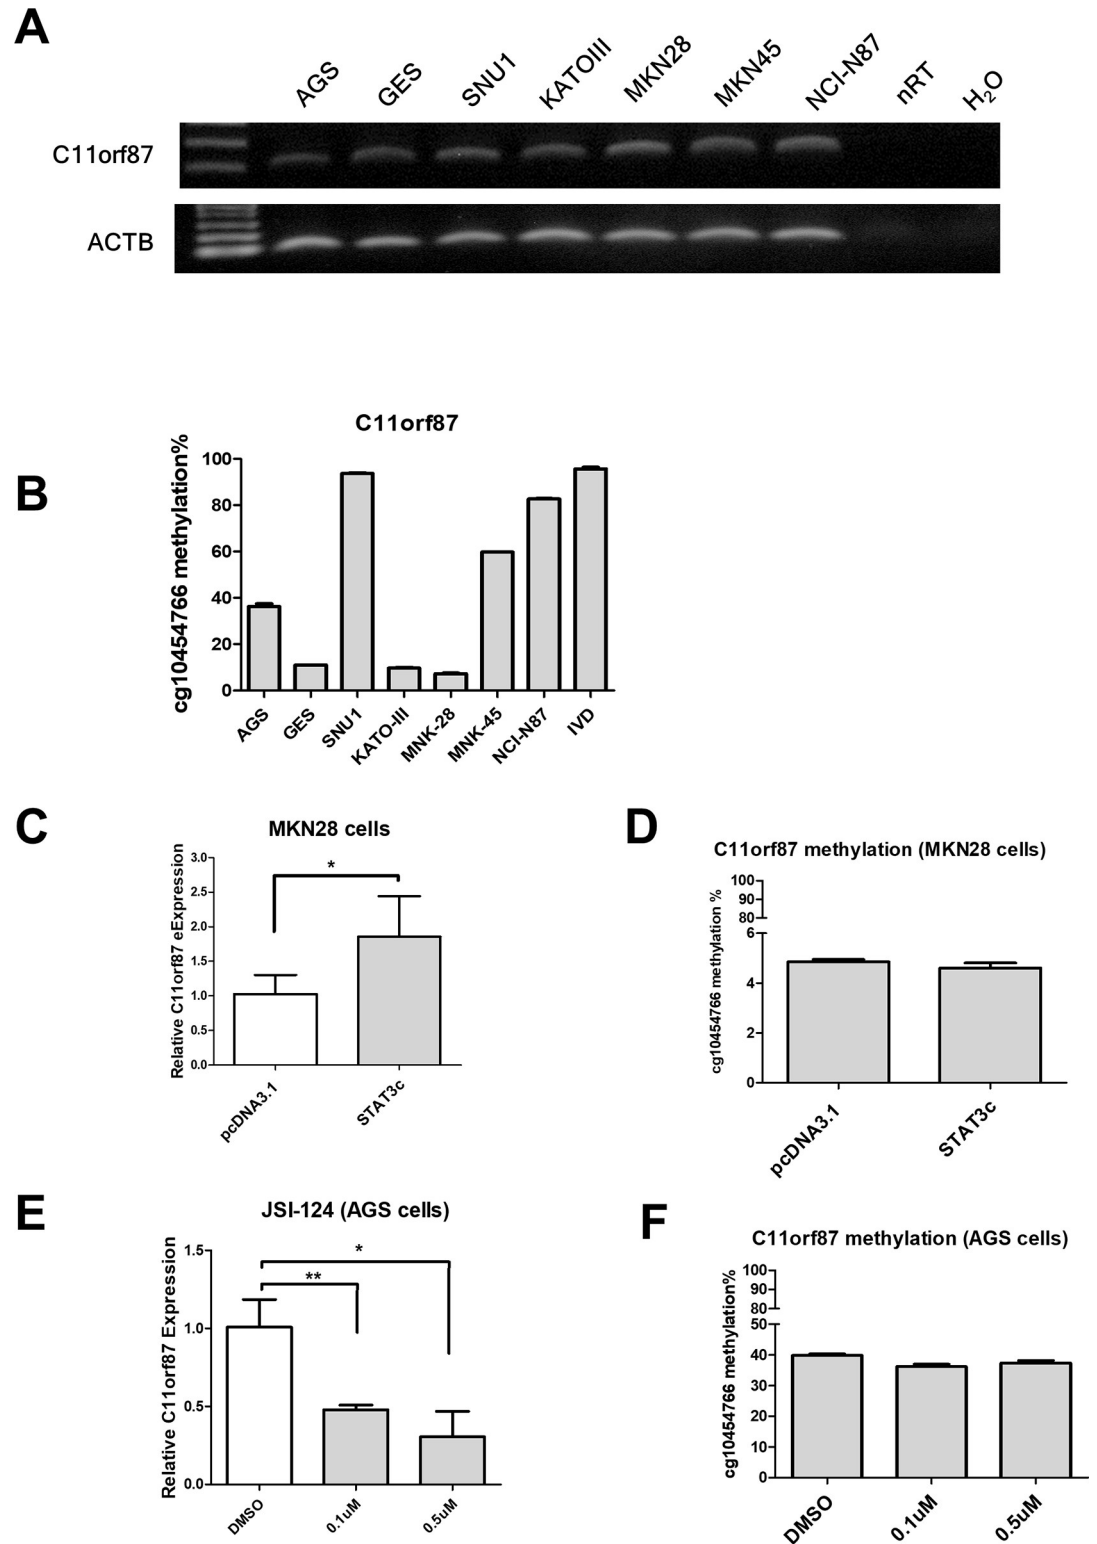 A
AGS GES SNU1 KATOIII MKN28 MKN45 NCI-N87 nRT H₂O
C11orf87
ACTB
B
C11orf87
cg10454766 methylation%
100
80
60
40
20
0
AGS GES SNU1 KATO-III MNK-28 MNK-45 NCI-N87 IVD
C
MKN28 cells
Relative C11orf87 eExpression
3.0
2.5
2.0
1.5
1.0
0.5
0.0
*
pcDNA3.1 STAT3c
D
C11orf87 methylation (MKN28 cells)
cg10454766 methylation %
100
90
80
6
4
2
0
pcDNA3.1 STAT3c
E
JSI-124 (AGS cells)
Relative C11orf87 Expression
1.5
1.0
0.5
0.0
*
**
DMSO 0.1uM 0.5uM
F
C11orf87 methylation (AGS cells)
cg10454766 methylation%
100
90
80
50
40
30
20
10
0
DMSO 0.1uM 0.5uM